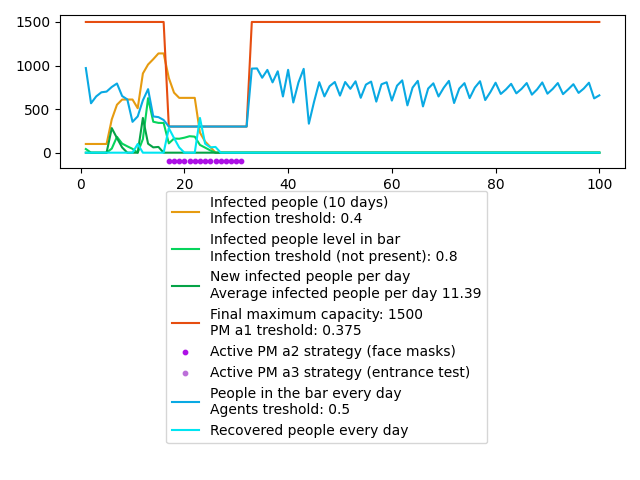 1500
1000
500
0
0 20 40 60 80 100
Infected people (10 days)
Infection treshold: 0.4
Infected people level in bar
Infection treshold (not present): 0.8
New infected people per day
Average infected people per day 11.39
Final maximum capacity: 1500
PM a1 treshold: 0.375
Active PM a2 strategy (face masks)
Active PM a3 strategy (entrance test)
People in the bar every day
Agents treshold: 0.5
Recovered people every day